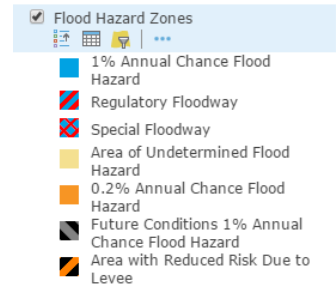 Flood Hazard Zones
1% Annual Chance Flood
Hazard
Regulatory Floodway
Special Floodway
Area of Undetermined Flood
Hazard
0.2% Annual Chance Flood
Hazard
Future Conditions 1% Annual
Chance Flood Hazard
Area with Reduced Risk Due to
Levee